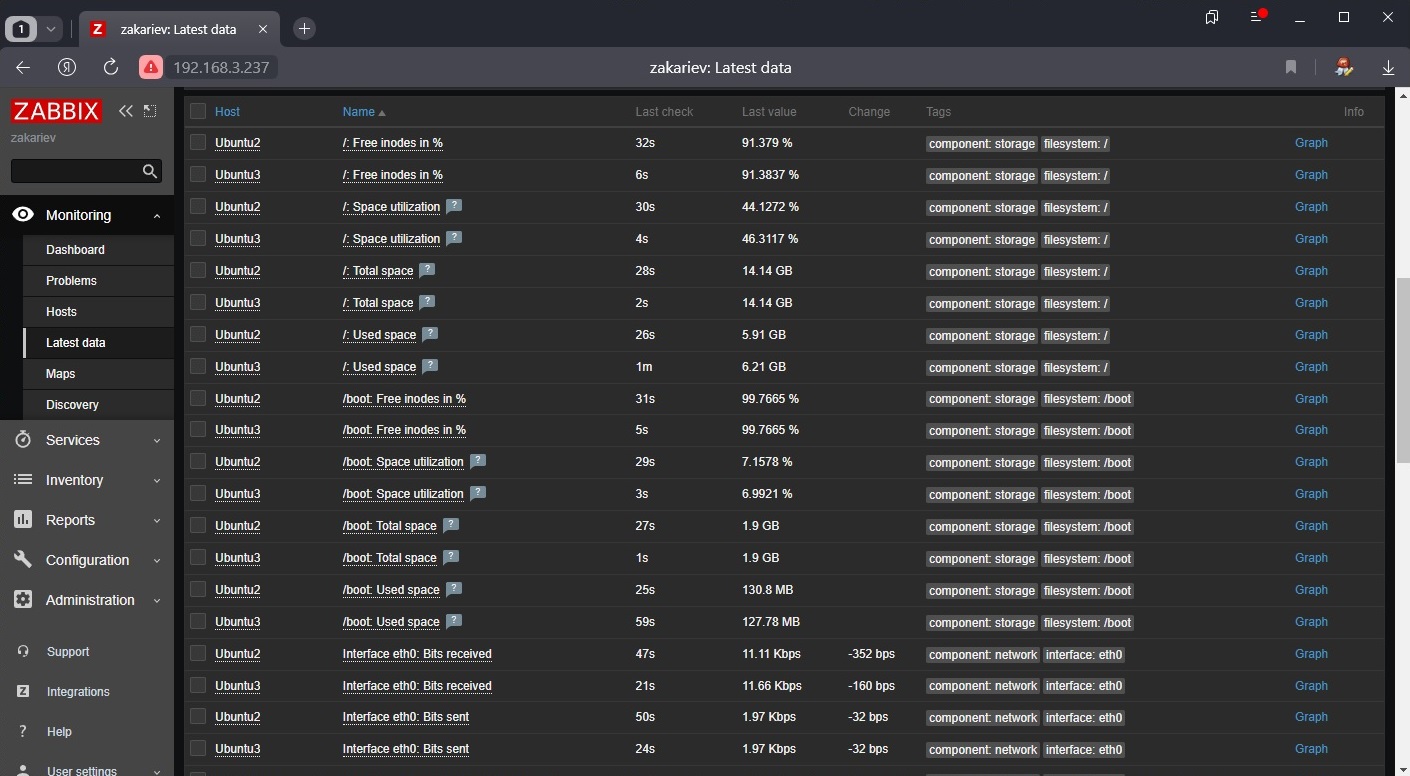 1
Z zakariev: Latest data
Я 192.168.3.237 zakariev: Latest data
ZABBIX
zakariev
Monitoring
Dashboard
Problems
Hosts
Latest data
Maps
Discovery
Services
Inventory
Reports
Configuration
Administration
Support
Z Integrations
? Help
User settings
Host Name Last check Last value Change Tags Info
Ubuntu2 /: Free inodes in % 32s 91.379 % component: storage filesystem: / Graph
Ubuntu3 /: Free inodes in % 6s 91.3837 % component: storage filesystem: / Graph
Ubuntu2 /: Space utilization ? 30s 44.1272 % component: storage filesystem: / Graph
Ubuntu3 /: Space utilization ? 4s 46.3117 % component: storage filesystem: / Graph
Ubuntu2 /: Total space ? 28s 14.14 GB component: storage filesystem: / Graph
Ubuntu3 /: Total space ? 2s 14.14 GB component: storage filesystem: / Graph
Ubuntu2 /: Used space ? 26s 5.91 GB component: storage filesystem: / Graph
Ubuntu3 /: Used space ? 1m 6.21 GB component: storage filesystem: / Graph
Ubuntu2 /boot: Free inodes in % 31s 99.7665 % component: storage filesystem: /boot Graph
Ubuntu3 /boot: Free inodes in % 5s 99.7665 % component: storage filesystem: /boot Graph
Ubuntu2 /boot: Space utilization ? 29s 7.1578 % component: storage filesystem: /boot Graph
Ubuntu3 /boot: Space utilization ? 3s 6.9921 % component: storage filesystem: /boot Graph
Ubuntu2 /boot: Total space ? 27s 1.9 GB component: storage filesystem: /boot Graph
Ubuntu3 /boot: Total space ? 1s 1.9 GB component: storage filesystem: /boot Graph
Ubuntu2 /boot: Used space ? 25s 130.8 MB component: storage filesystem: /boot Graph
Ubuntu3 /boot: Used space ? 59s 127.78 MB component: storage filesystem: /boot Graph
Ubuntu2 Interface eth0: Bits received 47s 11.11 Kbps -352 bps component: network interface: eth0 Graph
Ubuntu3 Interface eth0: Bits received 21s 11.66 Kbps -160 bps component: network interface: eth0 Graph
Ubuntu2 Interface eth0: Bits sent 50s 1.97 Kbps -32 bps component: network interface: eth0 Graph
Ubuntu3 Interface eth0: Bits sent 24s 1.97 Kbps -32 bps component: network interface: eth0 Graph